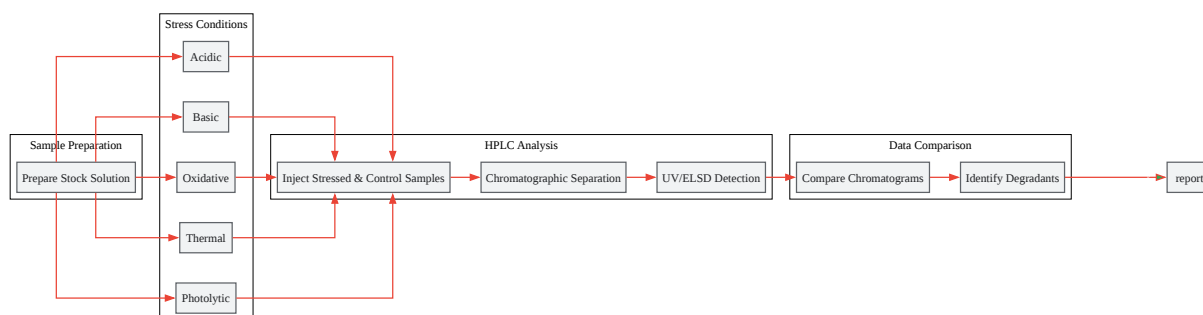 Stress Conditions
Acidic
Basic
Sample Preparation
Prepare Stock Solution
Oxidative
Thermal
Photolytic
HPLC Analysis
Inject Stressed & Control Samples
Chromatographic Separation
UV/ELSD Detection
Data Comparison
Compare Chromatograms
Identify Degradants
report